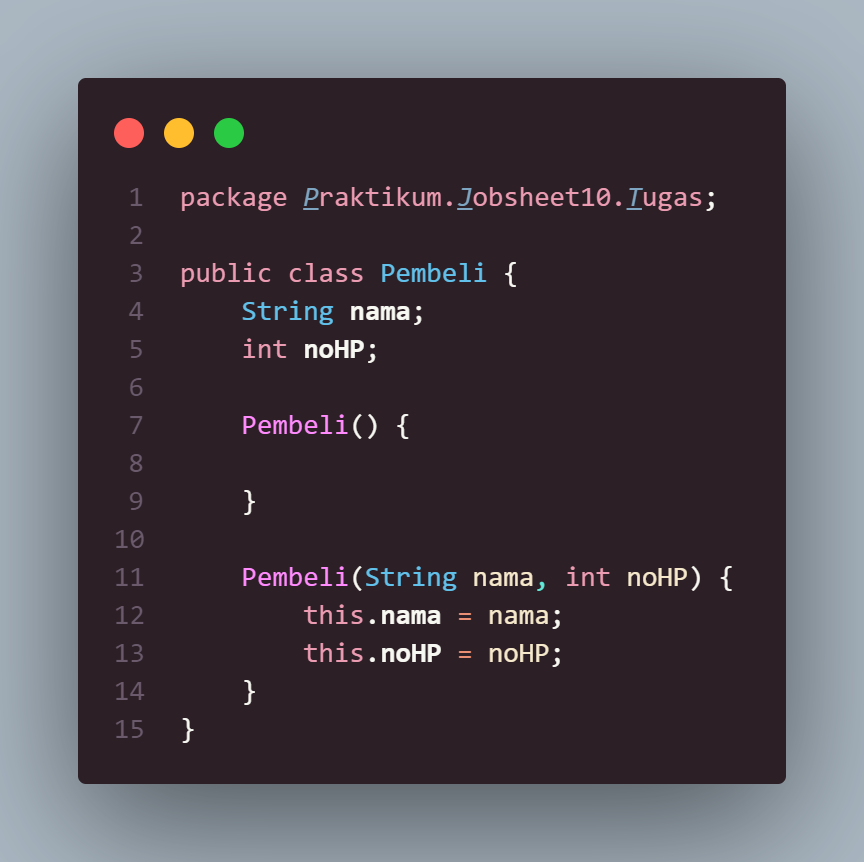 1 package Praktikum.Jobsheet10.Tugas;
2
3 public class Pembeli {
4     String nama;
5     int noHP;
6
7     Pembeli() {
8
9     }
10
11     Pembeli(String nama, int noHP) {
12         this.nama = nama;
13         this.noHP = noHP;
14     }
15 }